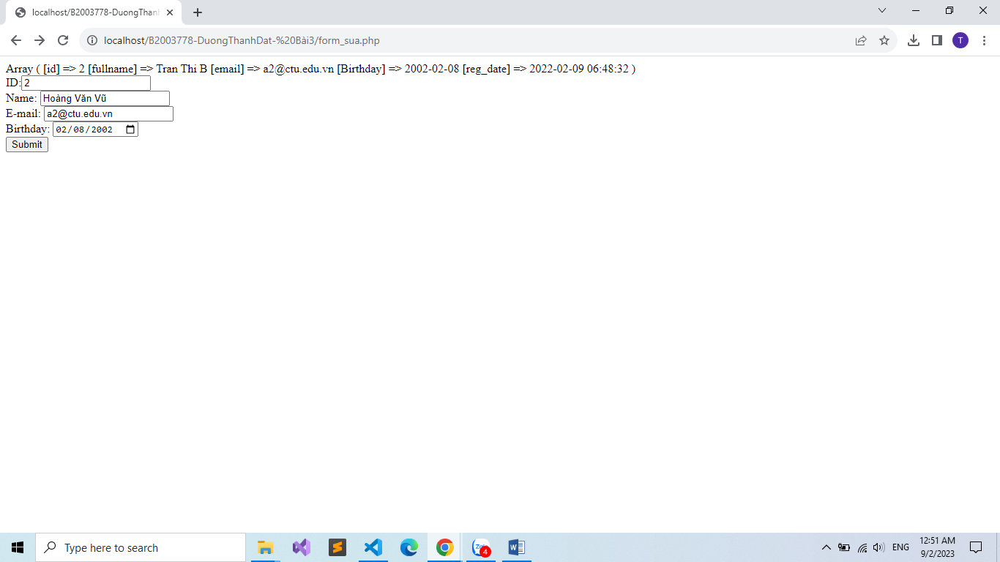 localhost/B2003778-DuongThanh
localhost/B2003778-DuongThanhDat-%20Bài3/form_sua.php
T
Array ( [id] => 2 [fullname] => Tran Thi B [email] => a2@ctu.edu.vn [Birthday] => 2002-02-08 [reg_date] => 2022-02-09 06:48:32 )
ID: 2
Name: Hoàng Văn Vũ
E-mail: a2@ctu.edu.vn
Birthday: 02/08/2002
Submit
Type here to search
Zalo
4
W
ENG
12:51 AM
9/2/2023